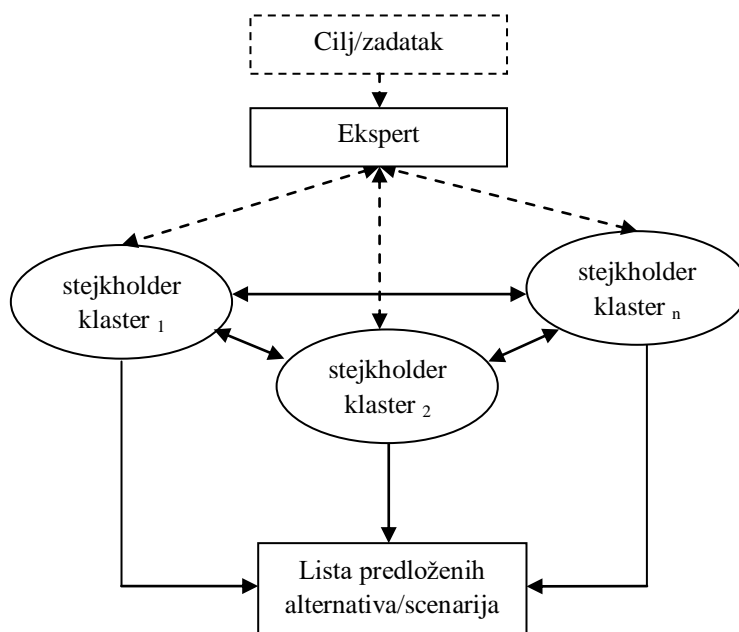 Cilj/zadatak
Ekspert
stejkholder
klaster 1
stejkholder
klaster n
stejkholder
klaster 2
Lista predloženih
alternativa/scenarija